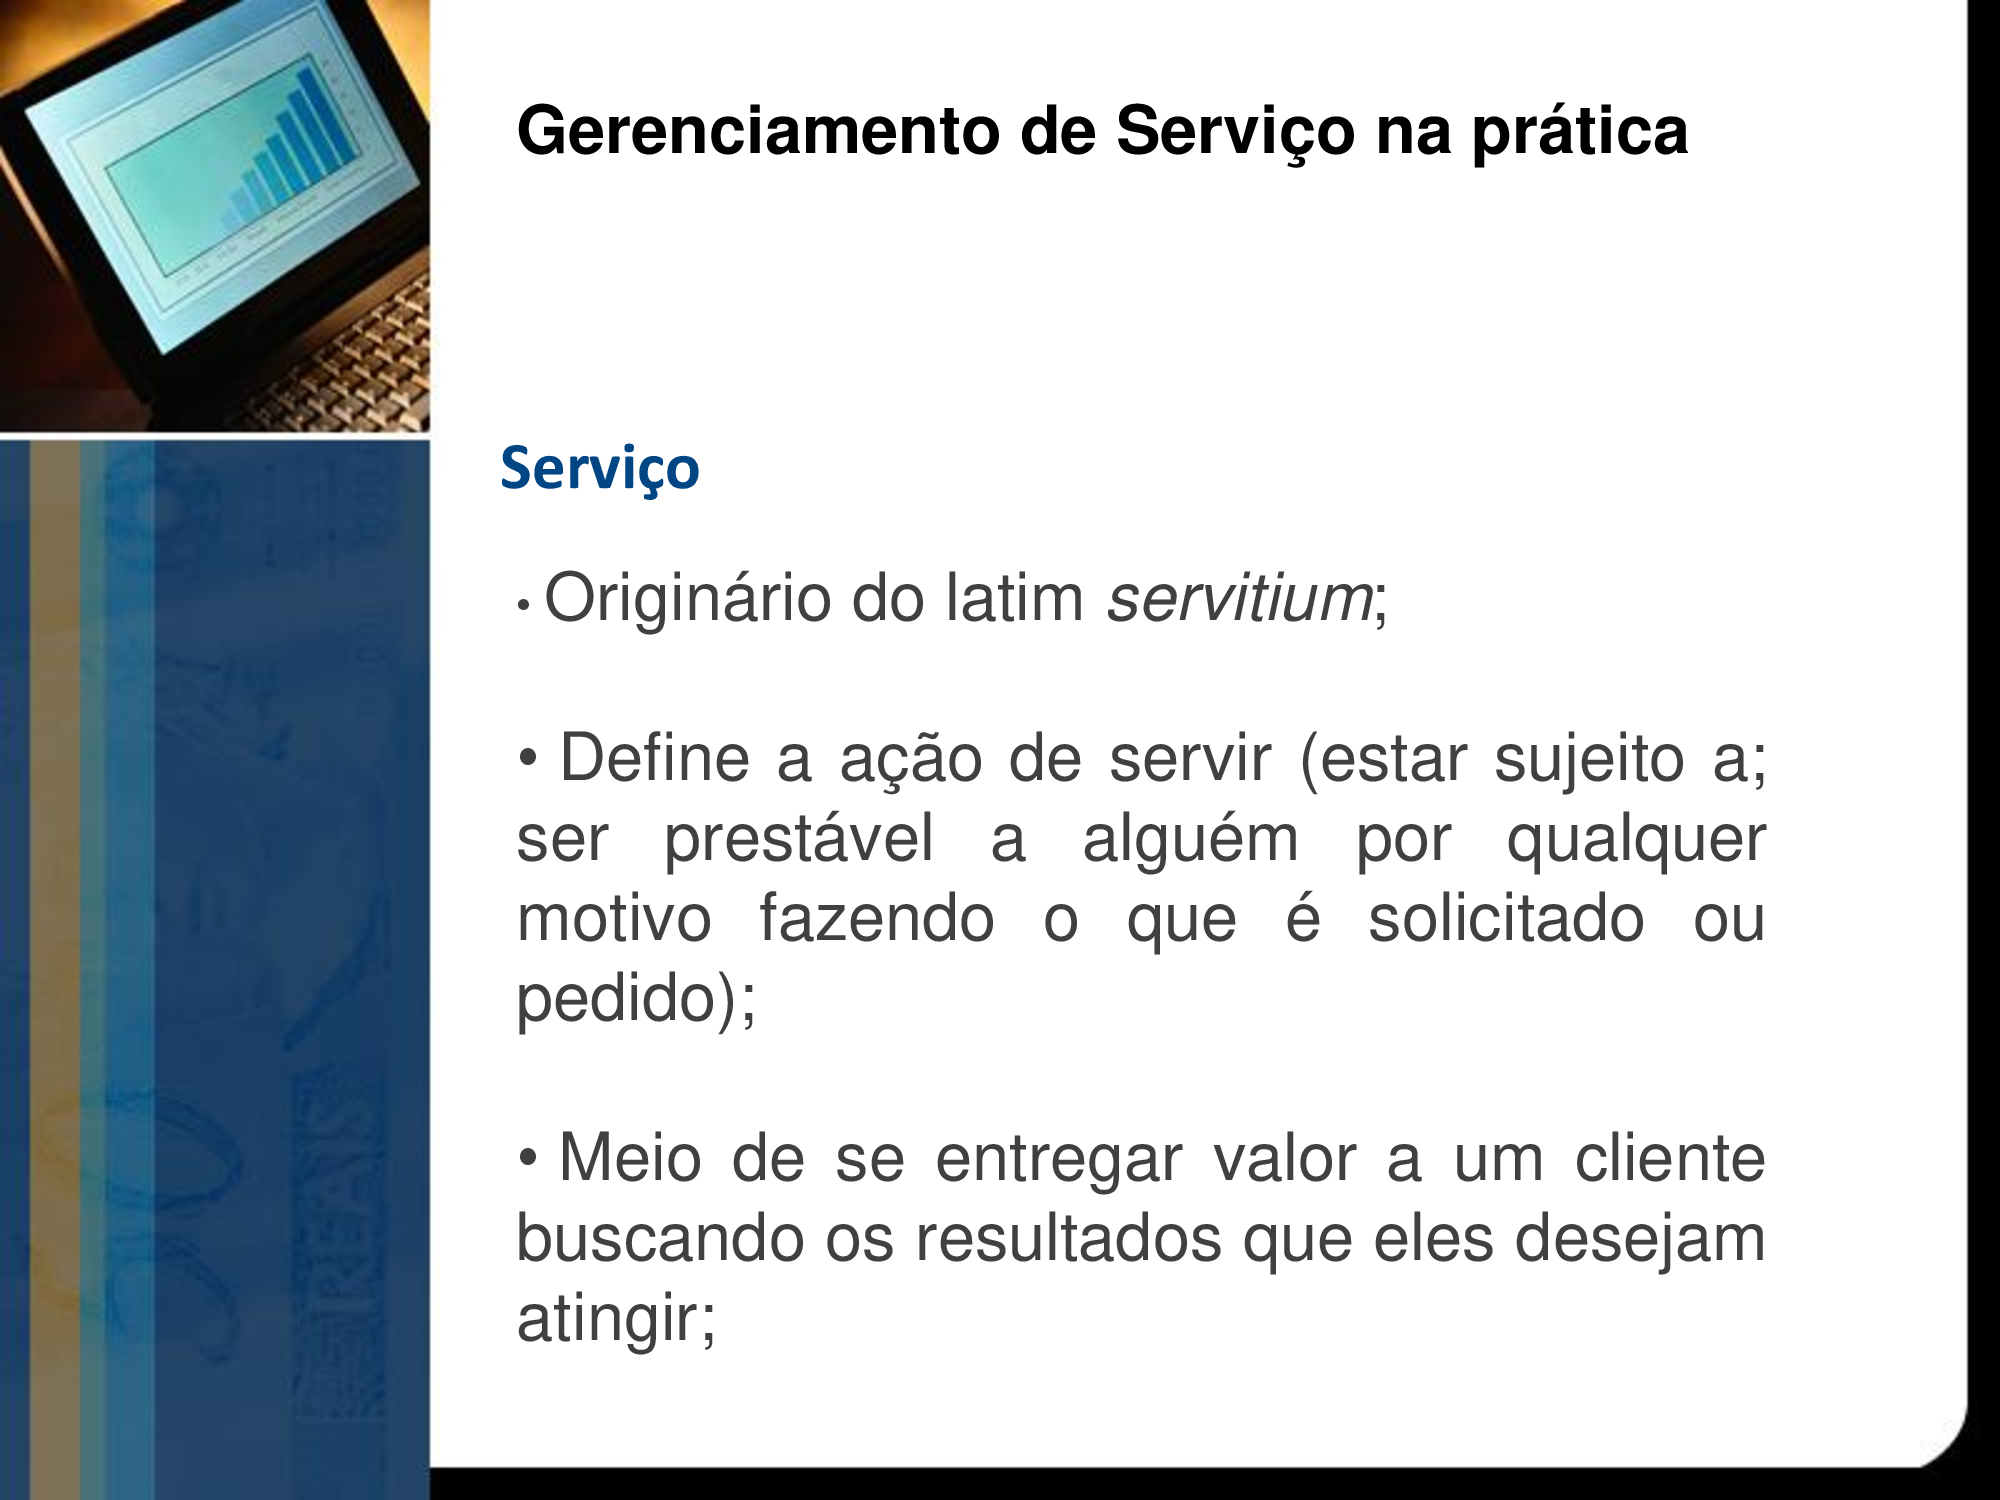 Gerenciamento de Serviço na prática
Serviço
• Originário do latim servitium;
• Define a ação de servir (estar sujeito a;
ser prestável a alguém por qualquer
motivo fazendo o que é solicitado ou
pedido);
• Meio de se entregar valor a um cliente
buscando os resultados que eles desejam
atingir;
REAIS